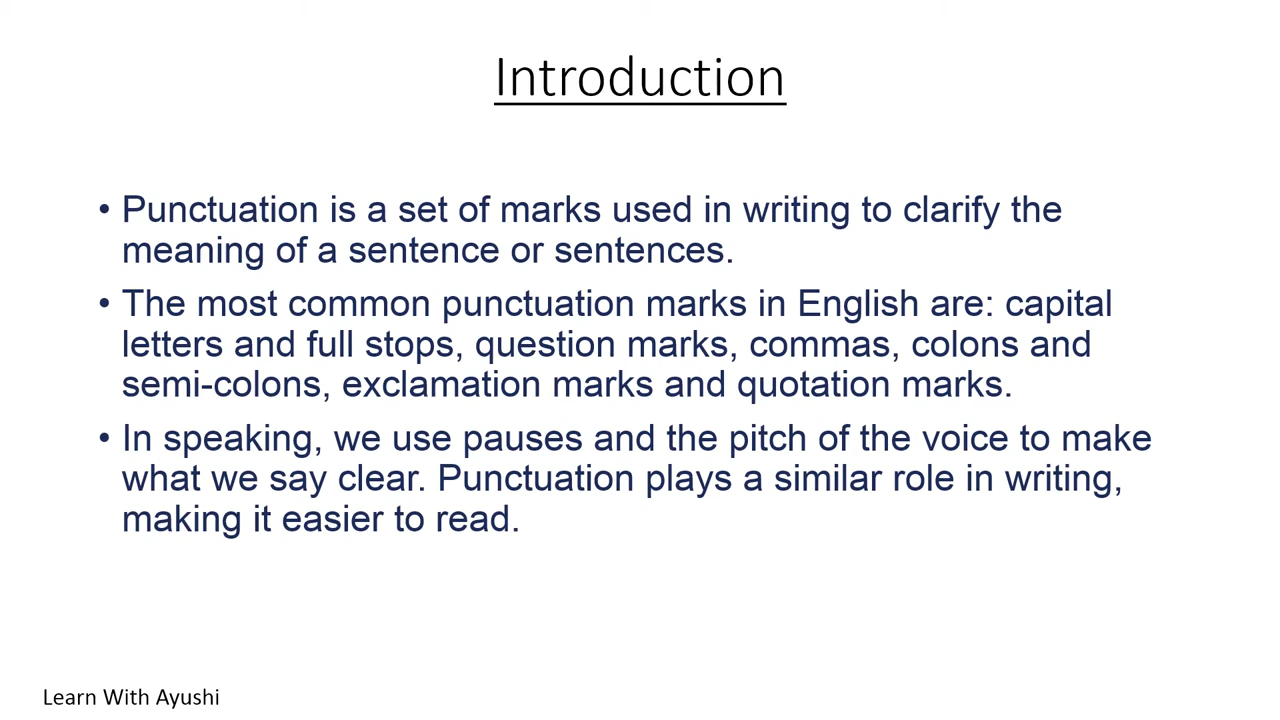 Introduction
• Punctuation is a set of marks used in writing to clarify the
meaning of a sentence or sentences.
• The most common punctuation marks in English are: capital
letters and full stops, question marks, commas, colons and
semi-colons, exclamation marks and quotation marks.
• In speaking, we use pauses and the pitch of the voice to make
what we say clear. Punctuation plays a similar role in writing,
making it easier to read.
Learn With Ayushi